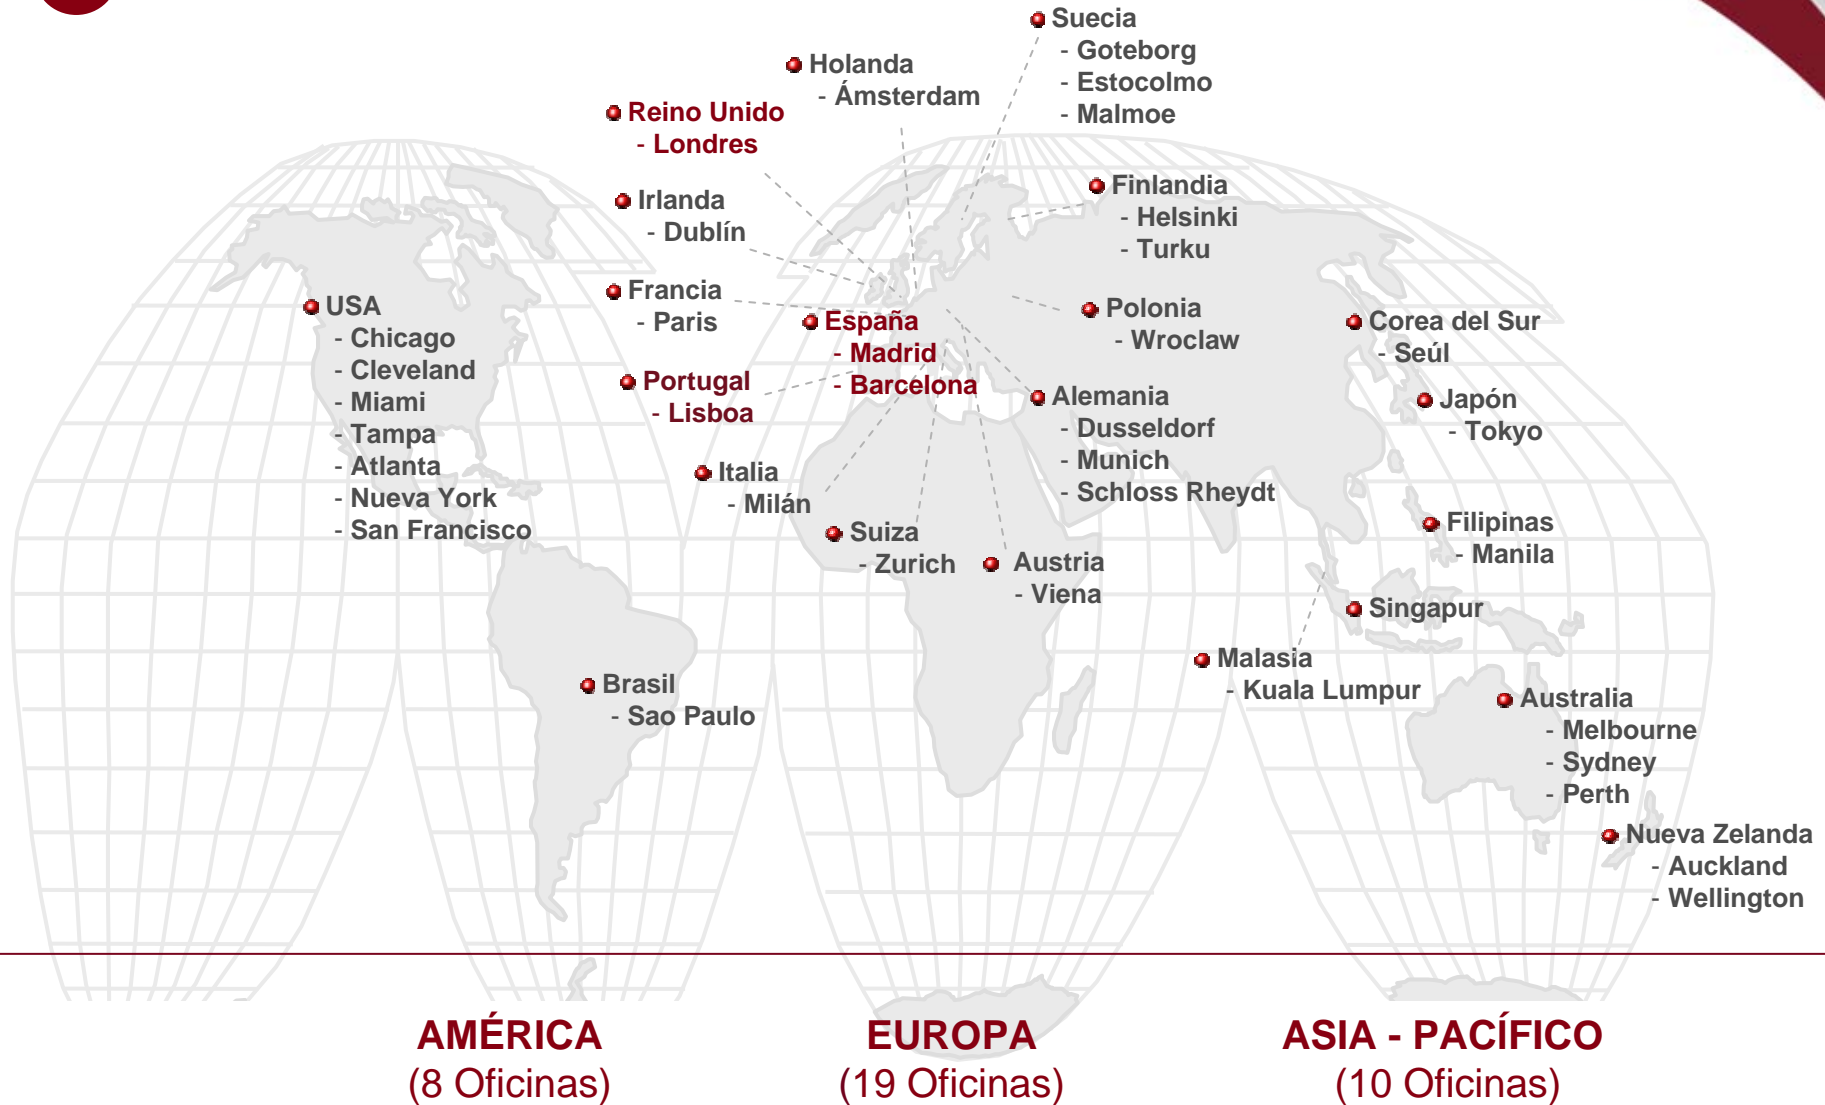 Suecia
- Goteborg
- Estocolmo
- Malmoe
Holanda
- Ámsterdam
Reino Unido
- Londres
Irlanda
- Dublín
Finlandia
- Helsinki
- Turku
Francia
- Paris
USA
- Chicago
- Cleveland
- Miami
- Tampa
- Atlanta
- Nueva York
- San Francisco
España
- Madrid
- Barcelona
Polonia
- Wroclaw
Corea del Sur
- Seúl
Portugal
- Lisboa
Alemania
- Dusseldorf
- Munich
- Schloss Rheydt
Japón
- Tokyo
Italia
- Milán
Suiza
- Zurich
Austria
- Viena
Filipinas
- Manila
Singapur
Malasia
- Kuala Lumpur
Brasil
- Sao Paulo
Australia
- Melbourne
- Sydney
- Perth
Nueva Zelanda
- Auckland
- Wellington
AMÉRICA
(8 Oficinas)
EUROPA
(19 Oficinas)
ASIA - PACÍFICO
(10 Oficinas)